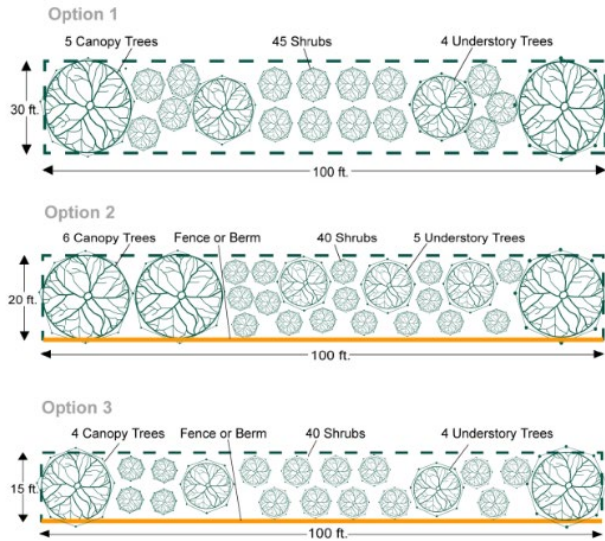 Option 1
5 Canopy Trees 45 Shrubs 4 Understory Trees
30 ft.
100 ft.
Option 2
6 Canopy Trees Fence or Berm 40 Shrubs 5 Understory Trees
20 ft.
100 ft.
Option 3
4 Canopy Trees Fence or Berm 40 Shrubs 4 Understory Trees
15 ft.
100 ft.